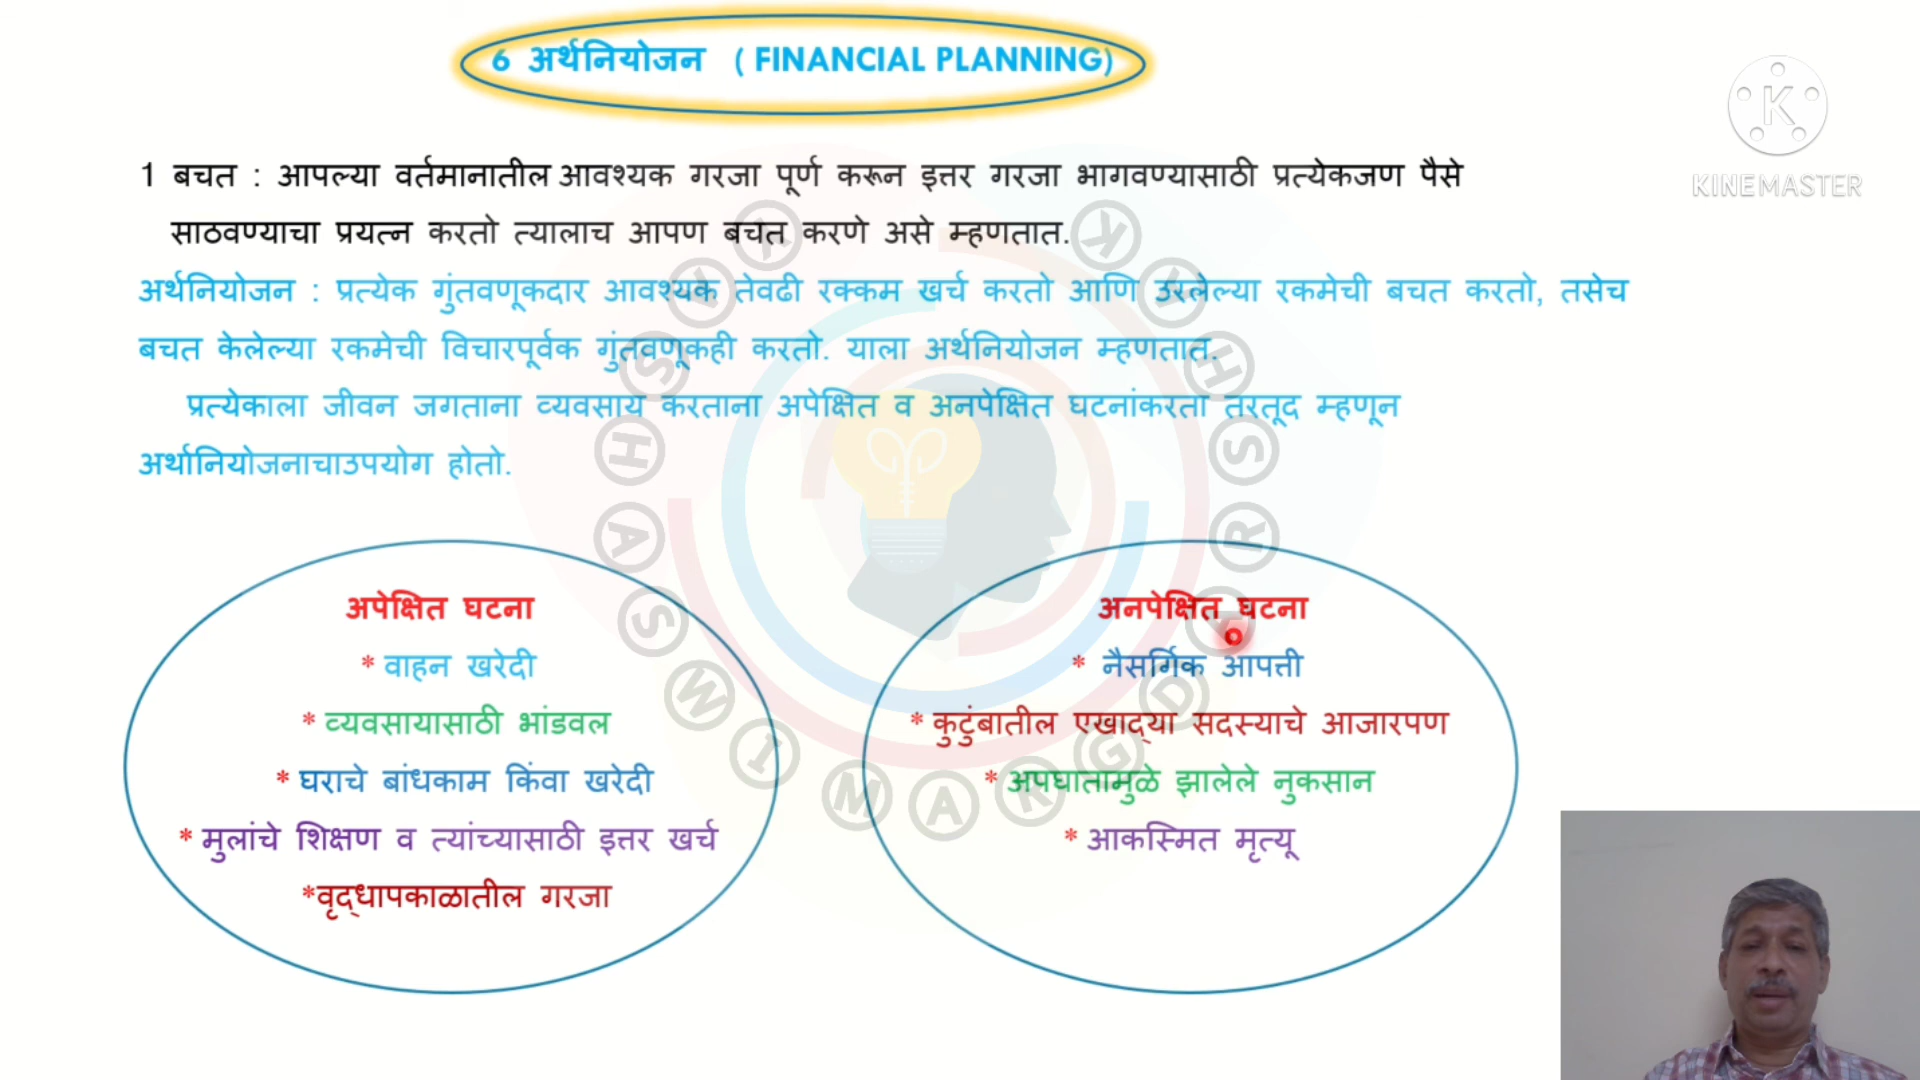 6 अर्थनियोजन ( FINANCIAL PLANNING)
K
KINEMASTER
1 बचत : आपल्या वर्तमानातील आवश्यक गरजा पूर्ण करून इत्तर गरजा भागवण्यासाठी प्रत्येकजण पैसे
साठवण्याचा प्रयत्न करतो त्यालाच आपण बचत करणे असे म्हणतात.
अर्थनियोजन : प्रत्येक गुंतवणूकदार आवश्यक तेवढी रक्कम खर्च करतो आणि उरलेल्या रकमेची बचत करतो, तसेच
बचत केलेल्या रकमेची विचारपूर्वक गुंतवणूकही करतो. याला अर्थनियोजन म्हणतात.
प्रत्येकाला जीवन जगताना व्यवसाय करताना अपेक्षित व अनपेक्षित घटनांकरता तरतूद म्हणून
अर्थानियोजनाचाउपयोग होतो.
अपेक्षित घटना
* वाहन खरेदी
* व्यवसायासाठी भांडवल
* घराचे बांधकाम किंवा खरेदी
* मुलांचे शिक्षण व त्यांच्यासाठी इत्तर खर्च
*वृद्धापकाळातील गरजा
अनपेक्षित घटना
* नैसर्गिक आपत्ती
* कुटुंबातील एखाद्या सदस्याचे आजारपण
* अपघातामुळे झालेले नुकसान
* आकस्मित मृत्यू